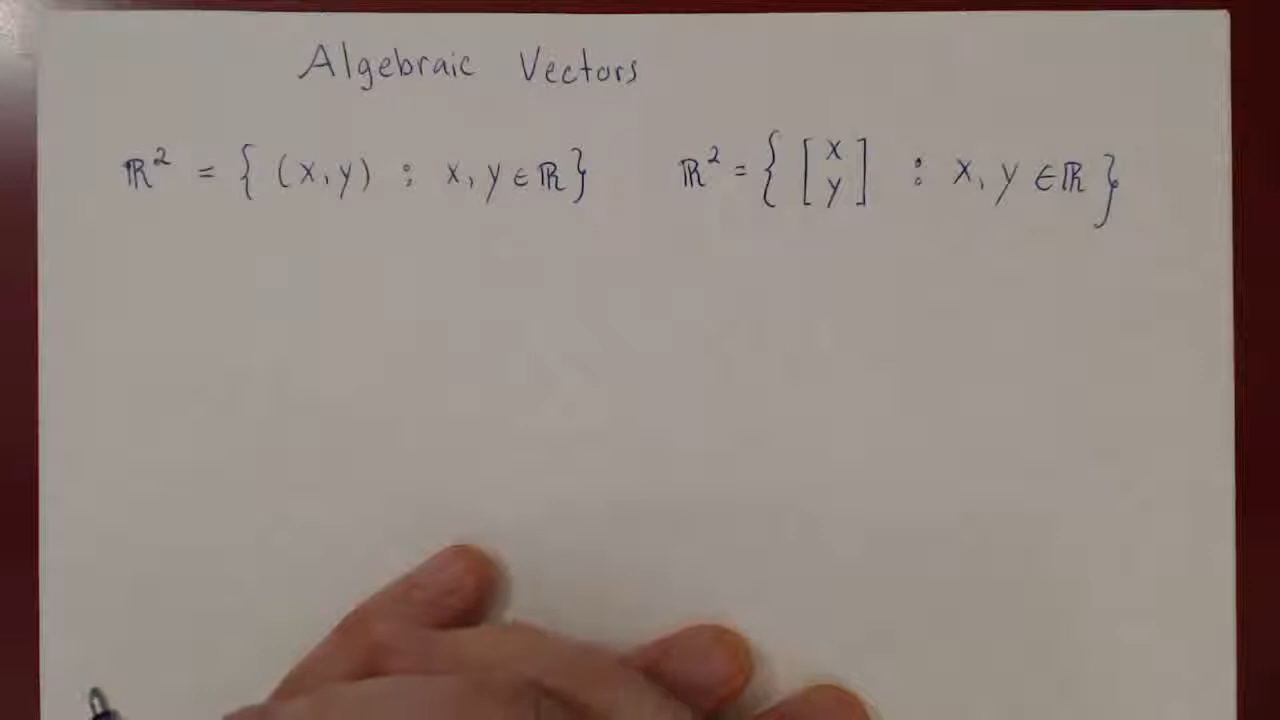 Algebraic Vectors
ℝ² = { (x,y) : x, y ∈ ℝ }
ℝ² = { [x y] : x, y ∈ ℝ }